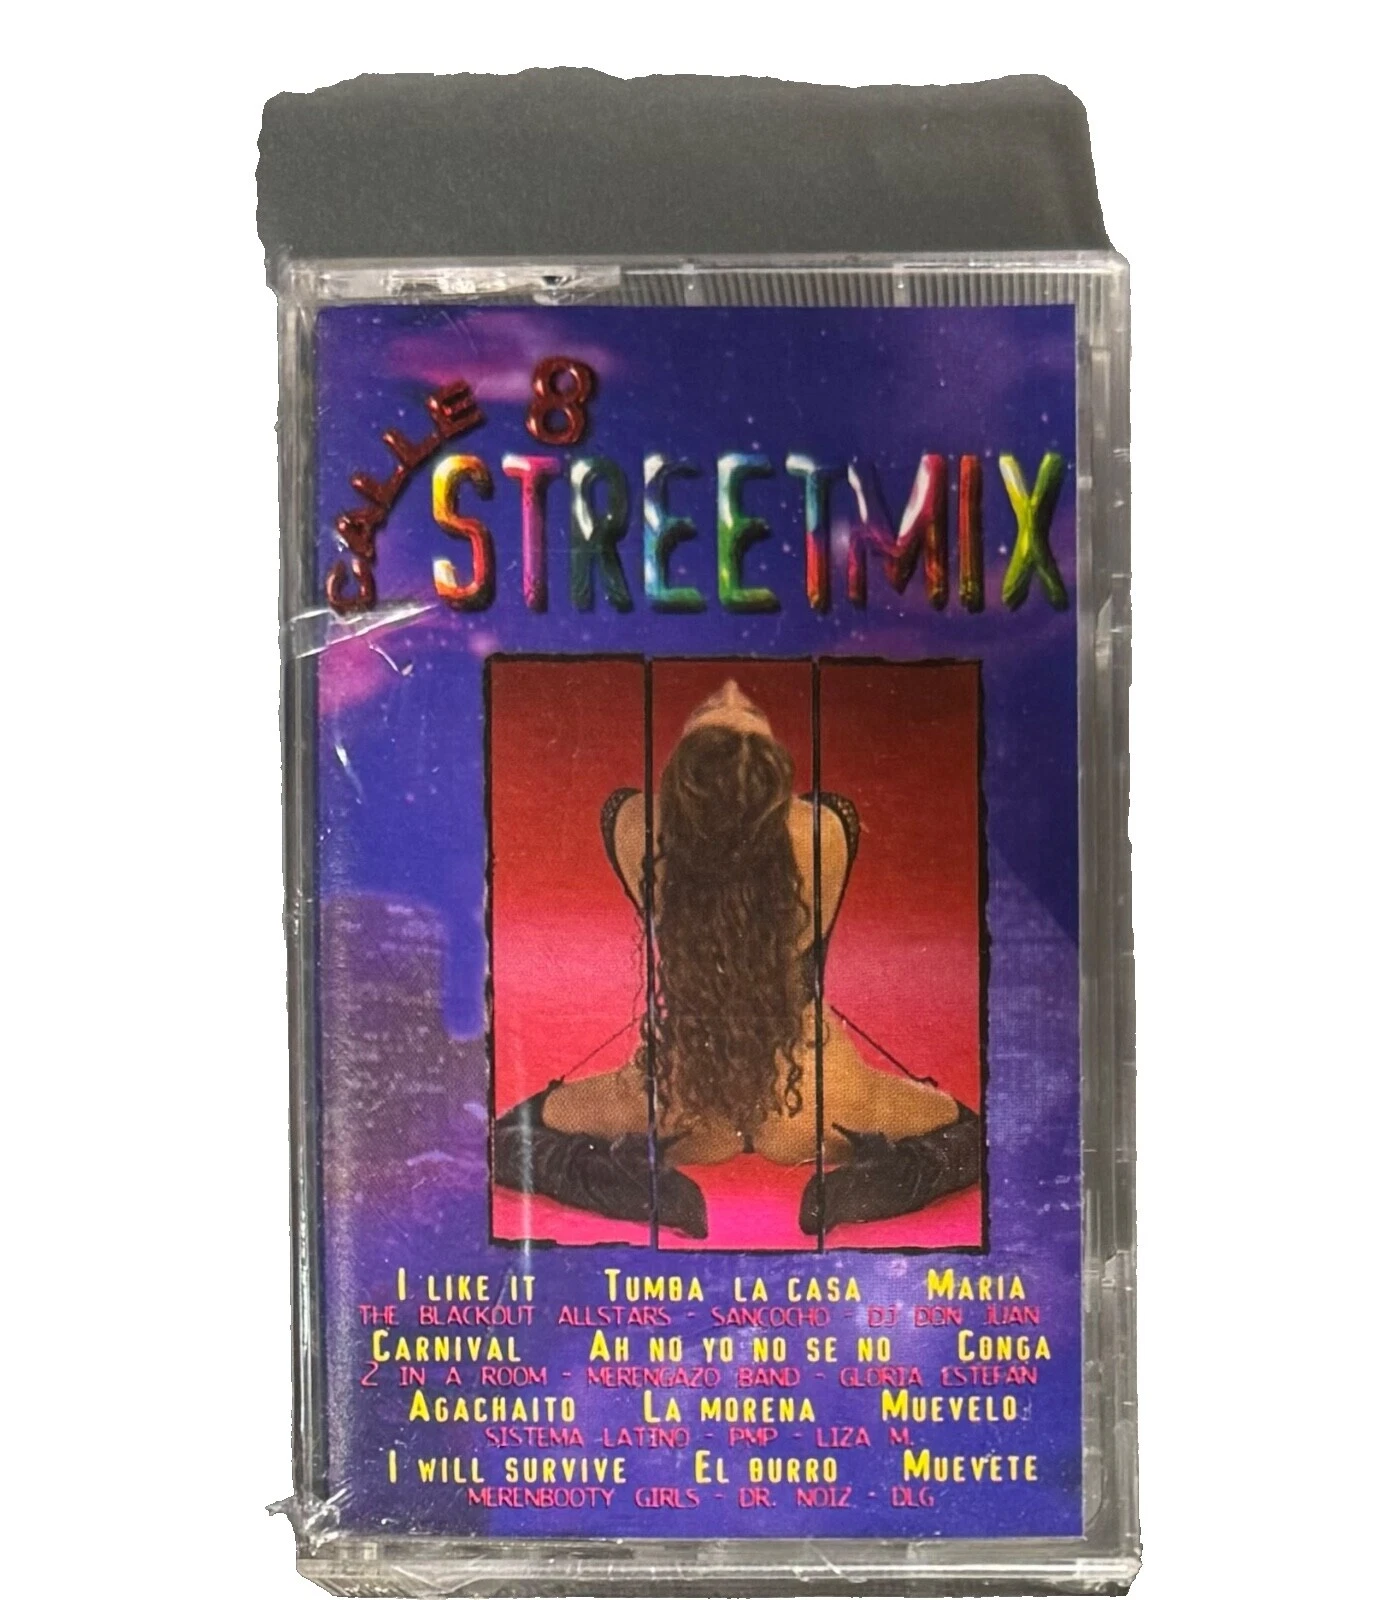 CALLE 8
STREETMIX
I LIKE IT TUMBA LA CASA MARIA
THE BLACKOUT ALLSTARS - SANCOCHO - DJ DON JUAN
CARNIVAL AH NO YO NO SE NO CONGA
2 IN A ROOM - MERENGAZO BAND - GLORIA ESTEFAN
AGACHAITO LA MORENA MUEVELO
SISTEMA LATINO - PMP - LIZA M.
I WILL SURVIVE EL BURRO MUEVETE
MERENBOOTY GIRLS - DR. NOIZ - DLG